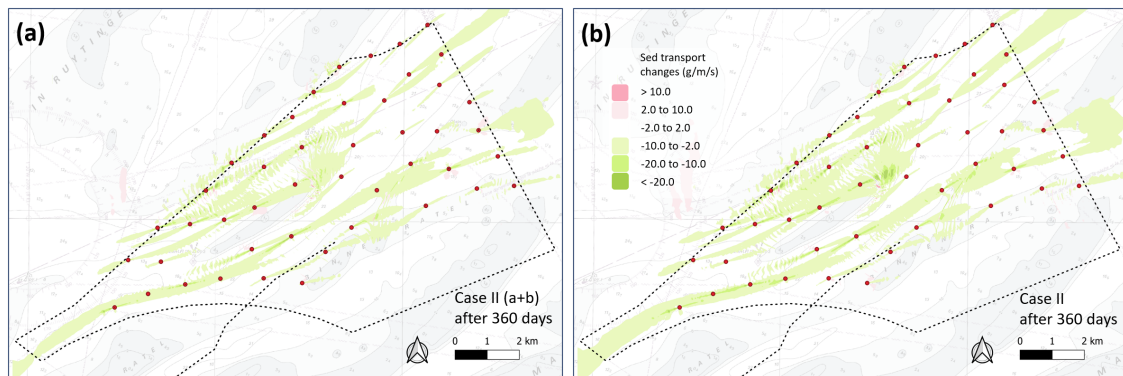 (a)
Case II (a+b)
after 360 days
0 1 2 km
(b)
Sed transport
changes (g/m/s)
> 10.0
2.0 to 10.0
-2.0 to 2.0
-10.0 to -2.0
-20.0 to -10.0
< -20.0
Case II
after 360 days
0 1 2 km